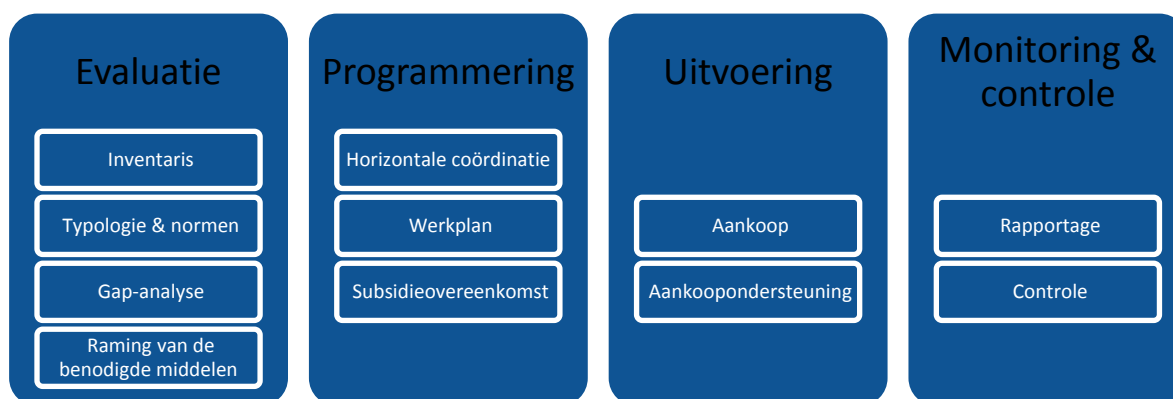 Evaluatie
Inventaris
Typologie & normen
Gap-analyse
Raming van de
benodigde middelen
Programmering
Horizontale coördinatie
Werkplan
Subsidieovereenkomst
Uitvoering
Aankoop
Aankoopondersteuning
Monitoring &
controle
Rapportage
Controle